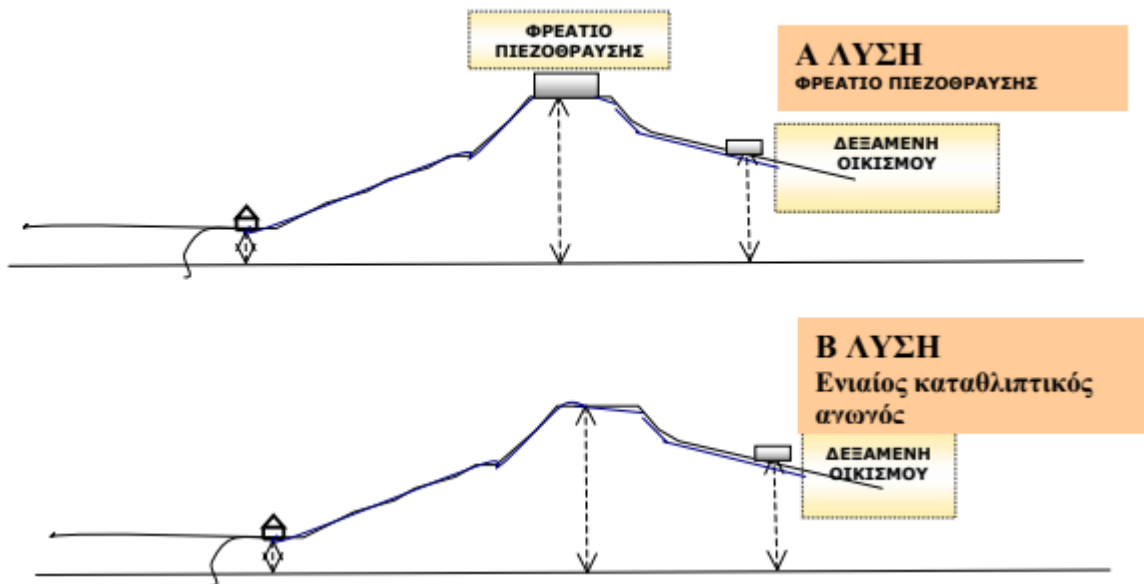 ΦΡΕΑΤΙΟ
ΠΙΕΖΟΘΡΑΥΣΗΣ
Α ΛΥΣΗ
ΦΡΕΑΤΙΟ ΠΙΕΖΟΘΡΑΥΣΗΣ
ΔΕΞΑΜΕΝΗ
ΟΙΚΙΣΜΟΥ
Β ΛΥΣΗ
Ενιαίος καταθλιπτικός
αγωγός
ΔΕΞΑΜΕΝΗ
ΟΙΚΙΣΜΟΥ